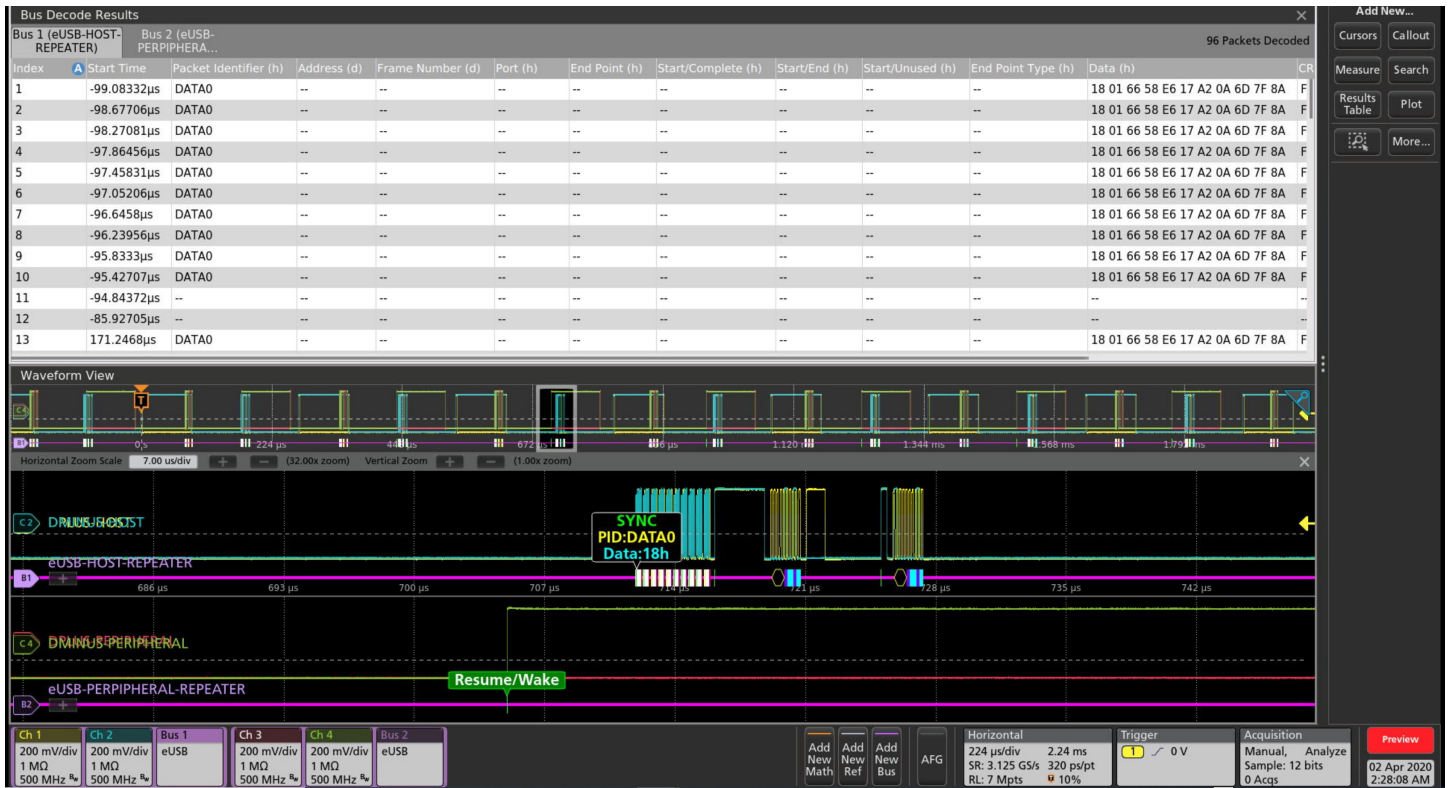 Bus Decode Results
Bus 1 (eUSB-HOST-
REPEATER)
Bus 2 (eUSB-
PERPIPHERA...
96 Packets Decoded
Index Start Time Packet Identifier (h) Address (d) Frame Number (d) Port (h) End Point (h) Start/Complete (h) Start/End (h) Start/Unused (h) End Point Type (h) Data (h) CR
1 -99.08332µs DATA0 -- -- -- -- -- -- -- -- 18 01 66 58 E6 17 A2 0A 6D 7F 8A F
2 -98.67706µs DATA0 -- -- -- -- -- -- -- -- 18 01 66 58 E6 17 A2 0A 6D 7F 8A F
3 -98.27081µs DATA0 -- -- -- -- -- -- -- -- 18 01 66 58 E6 17 A2 0A 6D 7F 8A F
4 -97.86456µs DATA0 -- -- -- -- -- -- -- -- 18 01 66 58 E6 17 A2 0A 6D 7F 8A F
5 -97.45831µs DATA0 -- -- -- -- -- -- -- -- 18 01 66 58 E6 17 A2 0A 6D 7F 8A F
6 -97.05206µs DATA0 -- -- -- -- -- -- -- -- 18 01 66 58 E6 17 A2 0A 6D 7F 8A F
7 -96.6458µs DATA0 -- -- -- -- -- -- -- -- 18 01 66 58 E6 17 A2 0A 6D 7F 8A F
8 -96.23956µs DATA0 -- -- -- -- -- -- -- -- 18 01 66 58 E6 17 A2 0A 6D 7F 8A F
9 -95.8333µs DATA0 -- -- -- -- -- -- -- -- 18 01 66 58 E6 17 A2 0A 6D 7F 8A F
10 -95.42707µs DATA0 -- -- -- -- -- -- -- -- 18 01 66 58 E6 17 A2 0A 6D 7F 8A F
11 -94.84372µs -- -- -- -- -- -- -- -- -- -- --
12 -85.92705µs -- -- -- -- -- -- -- -- -- -- --
13 171.2468µs DATA0 -- -- -- -- -- -- -- -- 18 01 66 58 E6 17 A2 0A 6D 7F 8A F
Add New...
Cursors Callout
Measure Search
Results
Table
Plot
More...
Waveform View
T
C4
B1 0 s 224 µs 1.120 1.344 ms 1.568 ms
Horizontal Zoom Scale 7.00 us/div + − (32.00x zoom) Vertical Zoom + − (1.00x zoom)
SYNC
PID:DATA0
Data:18h
C2
eUSB-HOST-REPEATER
B1 +
686 µs 693 µs 700 µs 707 µs 714 µs 721 µs 728 µs 735 µs 742 µs
C4 DMINUS-PERIPHERAL
Resume/Wake
eUSB-PERPIPHERAL-REPEATER
B2 +
Ch 1
200 mV/div
1 MΩ
500 MHz Bw
Ch 2
200 mV/div
1 MΩ
500 MHz Bw
Bus 1
eUSB
Ch 3
200 mV/div
1 MΩ
500 MHz Bw
Ch 4
200 mV/div
1 MΩ
500 MHz Bw
Bus 2
eUSB
Add
New
Math
Add
New
Ref
Add
New
Bus
AFG
Horizontal
224 µs/div 2.24 ms
SR: 3.125 GS/s 320 ps/pt
RL: 7 Mpts 10%
Trigger
1 0 V
Acquisition
Manual, Analyze
Sample: 12 bits
0 Acqs
Preview
02 Apr 2020
2:28:08 AM